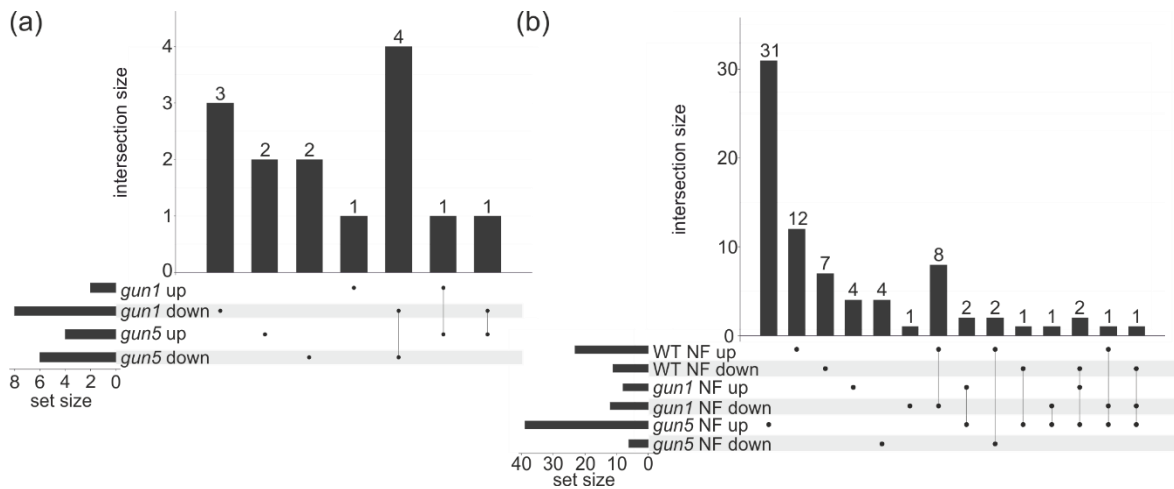 (a)
intersection size
4
3
2
1
0
3
2
2
1
4
1
1
gun1 up
gun1 down
gun5 up
gun5 down
8 6 4 2 0
set size
(b)
intersection size
30
20
10
0
31
12
7
4
4
1
8
2
2
1
1
2
1
1
WT NF up
WT NF down
gun1 NF up
gun1 NF down
gun5 NF up
gun5 NF down
40 30 20 10 0
set size